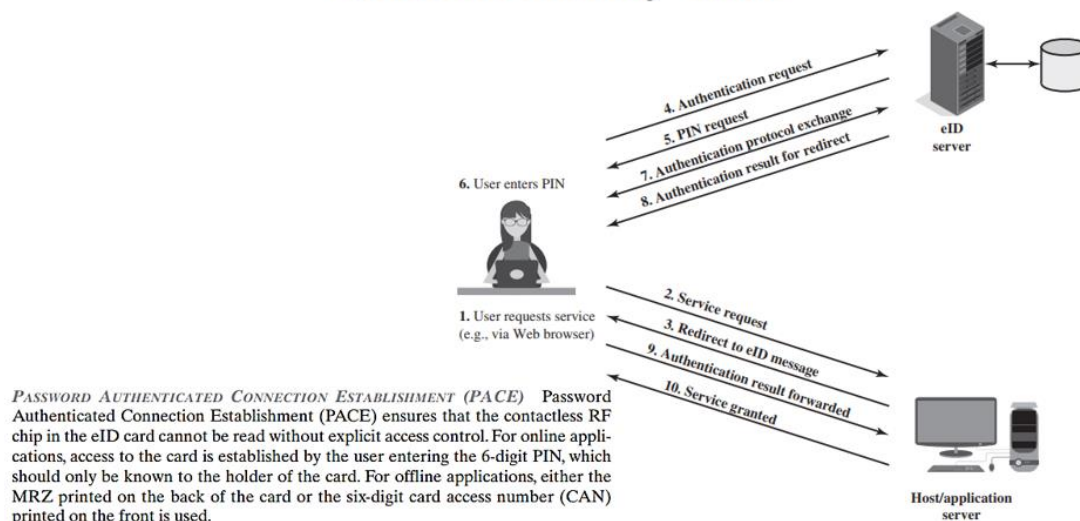 4. Authentication request
5. PIN request
7. Authentication protocol exchange
8. Authentication result for redirect
eID
server
6. User enters PIN
1. User requests service
(e.g., via Web browser)
2. Service request
3. Redirect to eID message
9. Authentication result forwarded
10. Service granted
Host/application
server
PASSWORD AUTHENTICATED CONNECTION ESTABLISHMENT (PACE) Password
Authenticated Connection Establishment (PACE) ensures that the contactless RF
chip in the eID card cannot be read without explicit access control. For online appli-
cations, access to the card is established by the user entering the 6-digit PIN, which
should only be known to the holder of the card. For offline applications, either the
MRZ printed on the back of the card or the six-digit card access number (CAN)
printed on the front is used.